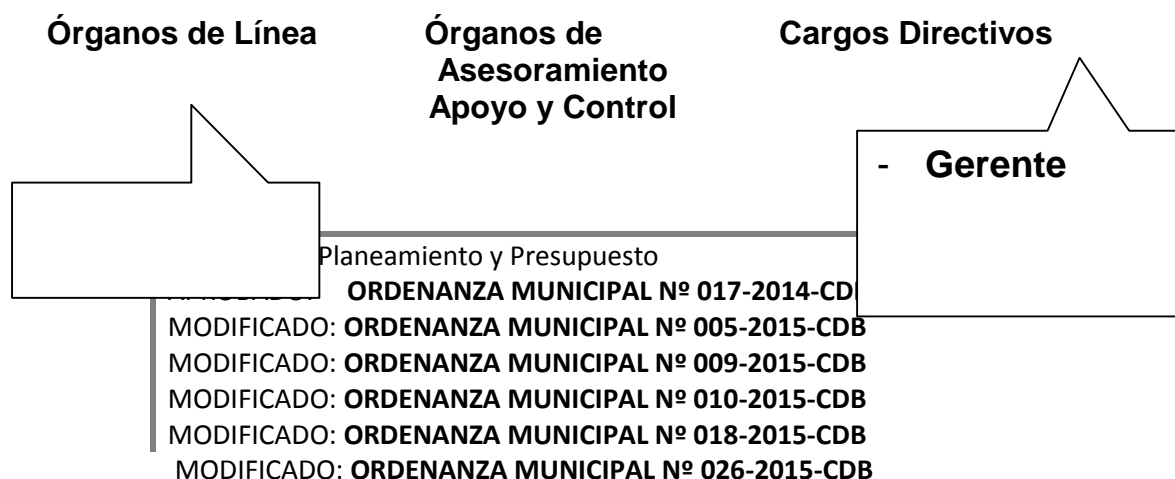 Órganos de Línea
Órganos de
Asesoramiento
Apoyo y Control
Cargos Directivos
- Gerente
Planeamiento y Presupuesto
ORDENANZA MUNICIPAL Nº 017-2014-CD
MODIFICADO: ORDENANZA MUNICIPAL Nº 005-2015-CDB
MODIFICADO: ORDENANZA MUNICIPAL Nº 009-2015-CDB
MODIFICADO: ORDENANZA MUNICIPAL Nº 010-2015-CDB
MODIFICADO: ORDENANZA MUNICIPAL Nº 018-2015-CDB
MODIFICADO: ORDENANZA MUNICIPAL Nº 026-2015-CDB